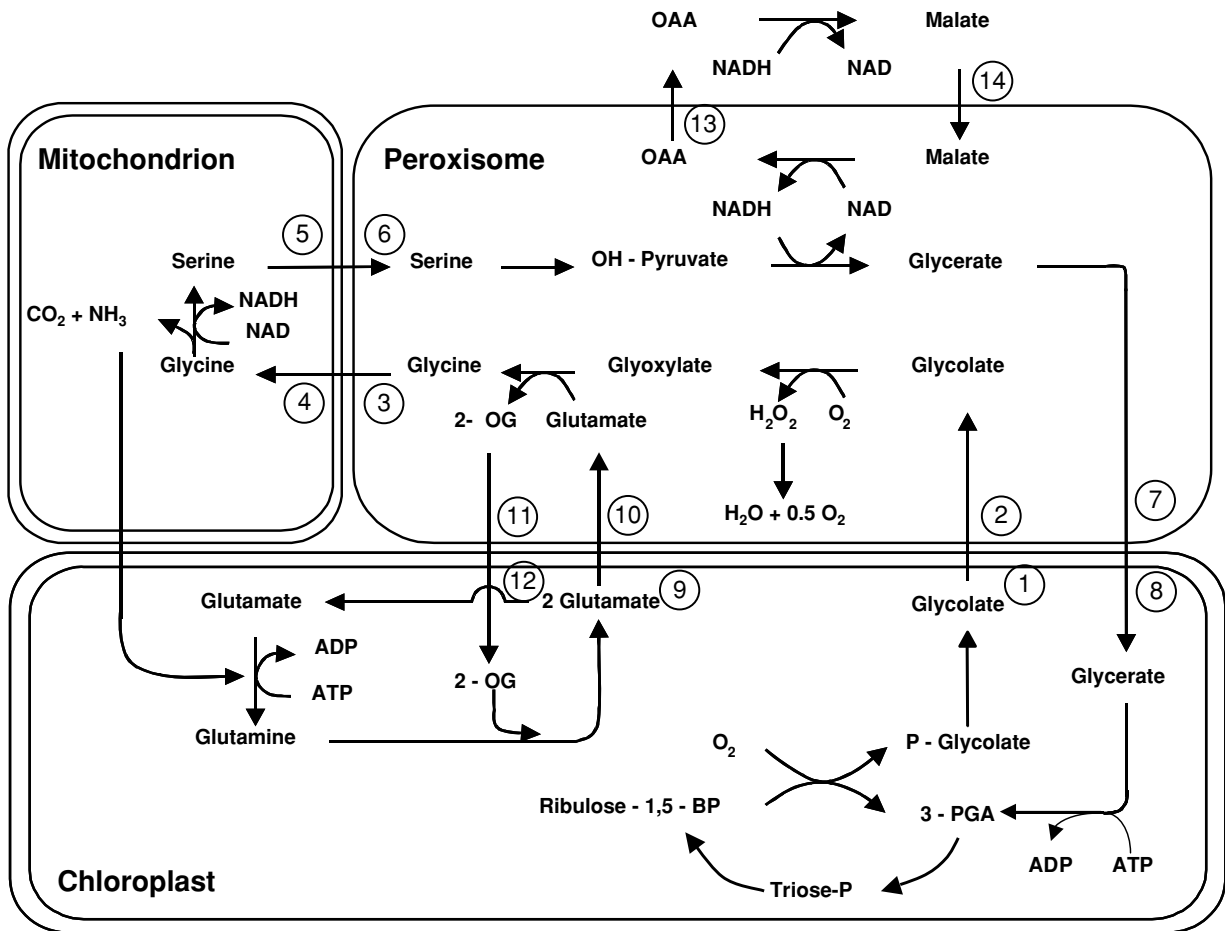 OAA Malate
NADH NAD
14
13
Mitochondrion Peroxisome
OAA Malate
NADH NAD
5 6
Serine Serine OH - Pyruvate Glycerate
NADH
CO2 + NH3
NAD
Glycine Glycine Glyoxylate Glycolate
4 3
2- OG Glutamate H2O2 O2
7
11 10 H2O + 0.5 O2 2
12 9 1 8
Glutamate 2 Glutamate Glycolate
ADP
2 - OG Glycerate
ATP
Glutamine O2 P - Glycolate
Ribulose - 1,5 - BP 3 - PGA
ADP ATP
Chloroplast Triose-P